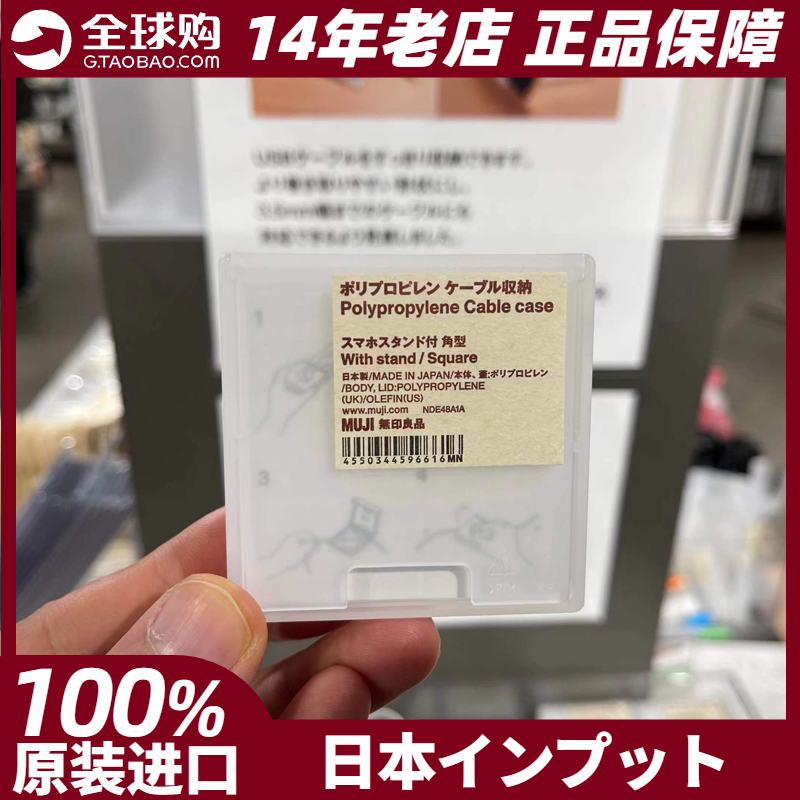 全球购
G.TAOBAO.COM
14年老店 正品保障
ポリプロピレン ケーブル収納
Polypropylene Cable case
スマホスタンド付 角型
With stand / Square
日本製/MADE IN JAPAN/本体、蓋:ポリプロピレン
/BODY, LID:POLYPROPYLENE
(UK)/OLEFIN(US)
www.muji.com NDE48A1A
MUJI 無印良品
4550344596616MN
1
3
4
100%
原装进口
日本インプット